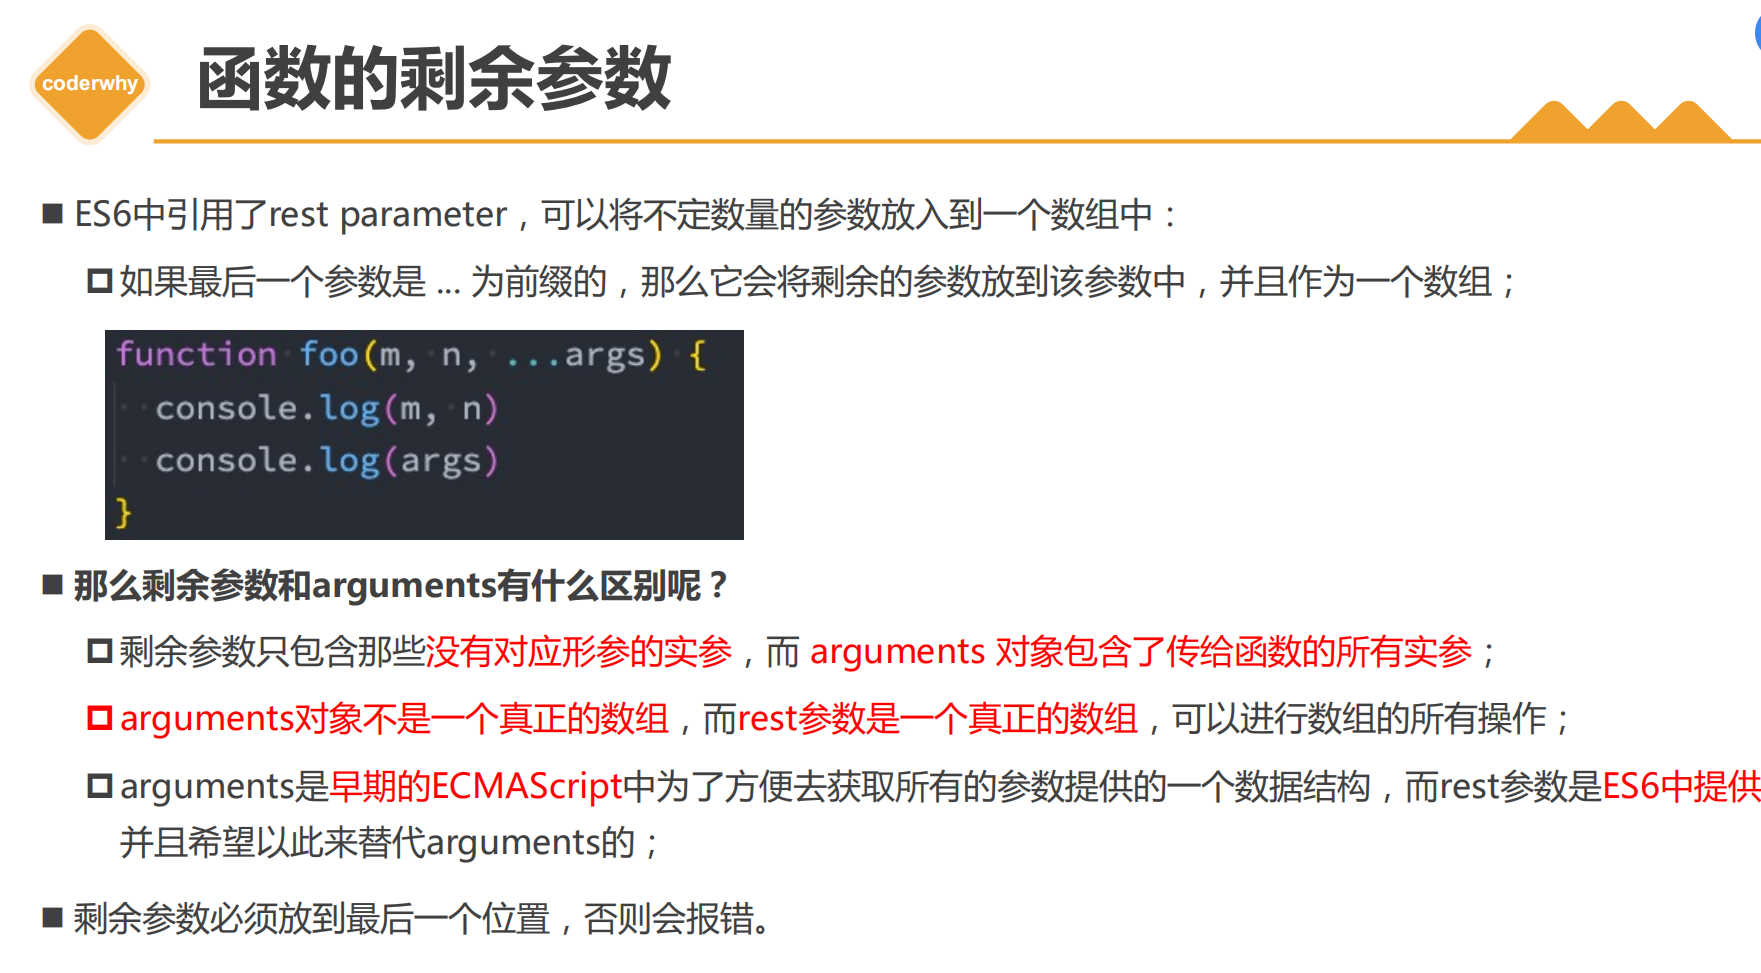 coderwhy
函数的剩余参数
ES6中引用了rest parameter，可以将不定数量的参数放入到一个数组中：
如果最后一个参数是 ... 为前缀的，那么它会将剩余的参数放到该参数中，并且作为一个数组；
function foo(m, n, ...args) {
console.log(m, n)
console.log(args)
}
那么剩余参数和arguments有什么区别呢？
剩余参数只包含那些没有对应形参的实参，而 arguments 对象包含了传给函数的所有实参；
arguments对象不是一个真正的数组，而rest参数是一个真正的数组，可以进行数组的所有操作；
arguments是早期的ECMAScript中为了方便去获取所有的参数提供的一个数据结构，而rest参数是ES6中提供
并且希望以此来替代arguments的；
剩余参数必须放到最后一个位置，否则会报错。